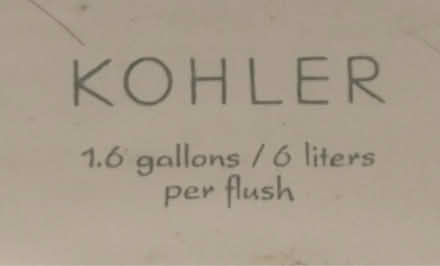 KOHLER
1.6 gallons / 6 liters
per flush